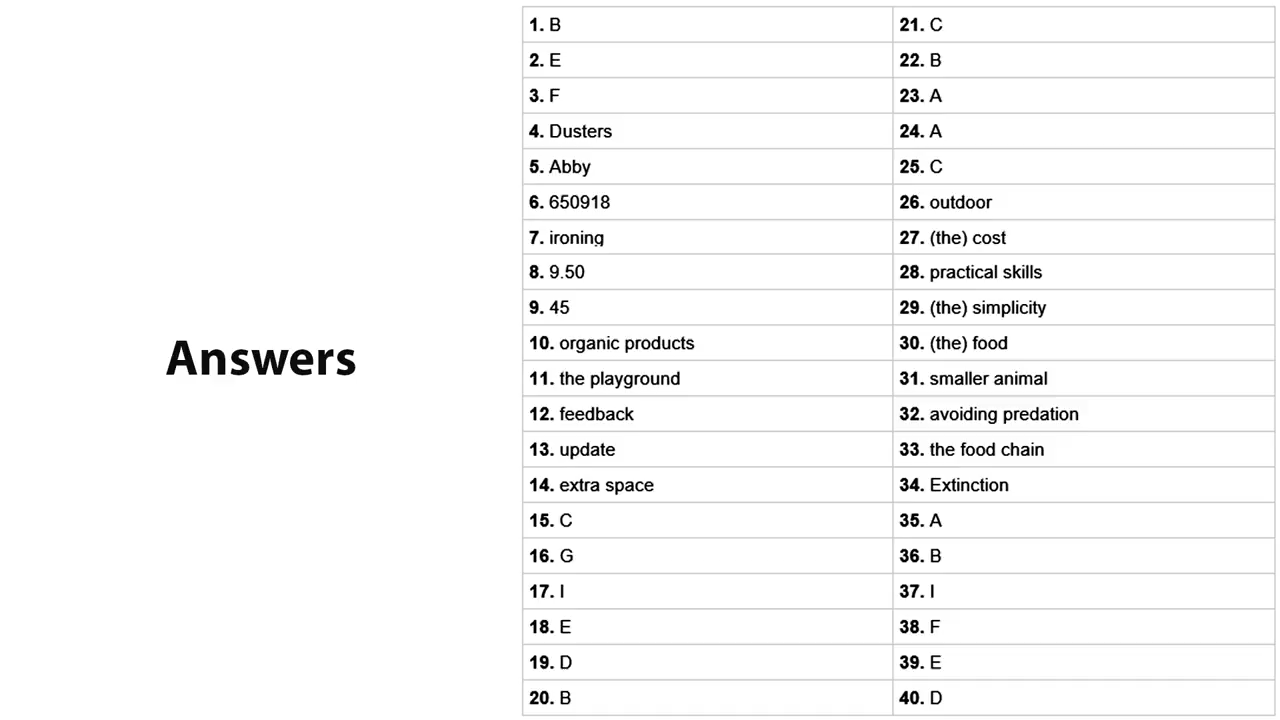 Answers
1. B
2. E
3. F
4. Dusters
5. Abby
6. 650918
7. ironing
8. 9.50
9. 45
10. organic products
11. the playground
12. feedback
13. update
14. extra space
15. C
16. G
17. I
18. E
19. D
20. B
21. C
22. B
23. A
24. A
25. C
26. outdoor
27. (the) cost
28. practical skills
29. (the) simplicity
30. (the) food
31. smaller animal
32. avoiding predation
33. the food chain
34. Extinction
35. A
36. B
37. I
38. F
39. E
40. D